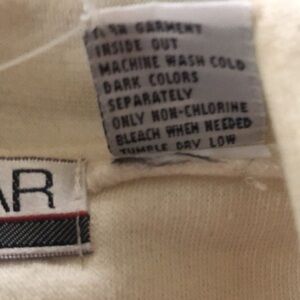 GARMENT
INSIDE OUT
MACHINE WASH COLD
DARK COLORS
SEPARATELY
ONLY NON-CHLORINE
BLEACH WHEN NEEDED
TUMBLE DRY LOW
AR